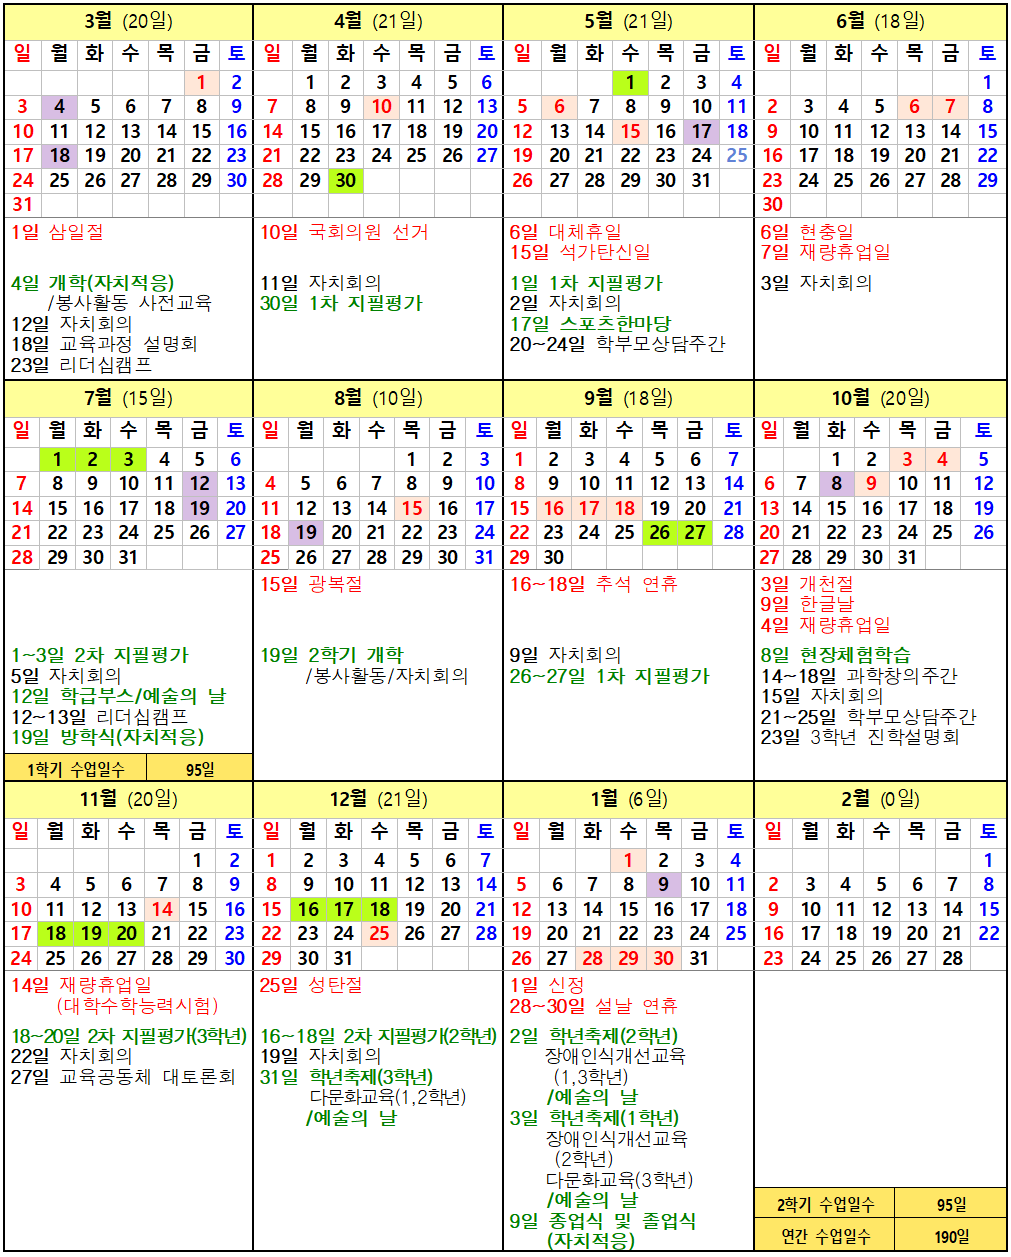 3월 (20일) 4월 (21일) 5월 (21일) 6월 (18일)
일 월 화 수 목 금 토 일 월 화 수 목 금 토 일 월 화 수 목 금 토 일 월 화 수 목 금 토
1 2 1 2 3 4 5 6 1 2 3 4 1
3 4 5 6 7 8 9 7 8 9 10 11 12 13 5 6 7 8 9 10 11 2 3 4 5 6 7 8
10 11 12 13 14 15 16 14 15 16 17 18 19 20 12 13 14 15 16 17 18 9 10 11 12 13 14 15
17 18 19 20 21 22 23 21 22 23 24 25 26 27 19 20 21 22 23 24 25 16 17 18 19 20 21 22
24 25 26 27 28 29 30 28 29 30 26 27 28 29 30 31 23 24 25 26 27 28 29
31 30
1일 삼일절
4일 개학(자치적응)
/봉사활동 사전교육
12일 자치회의
18일 교육과정 설명회
23일 리더십캠프
10일 국회의원 선거
11일 자치회의
30일 1차 지필평가
6일 대체휴일
15일 석가탄신일
1일 1차 지필평가
2일 자치회의
17일 스포츠한마당
20~24일 학부모상담주간
6일 현충일
7일 재량휴업일
3일 자치회의
7월 (15일) 8월 (10일) 9월 (18일) 10월 (20일)
일 월 화 수 목 금 토 일 월 화 수 목 금 토 일 월 화 수 목 금 토 일 월 화 수 목 금 토
1 2 3 4 5 6 1 2 3 1 2 3 4 5 6 7 1 2 3 4 5
7 8 9 10 11 12 13 4 5 6 7 8 9 10 8 9 10 11 12 13 14 6 7 8 9 10 11 12
14 15 16 17 18 19 20 11 12 13 14 15 16 17 15 16 17 18 19 20 21 13 14 15 16 17 18 19
21 22 23 24 25 26 27 18 19 20 21 22 23 24 22 23 24 25 26 27 28 20 21 22 23 24 25 26
28 29 30 31 25 26 27 28 29 30 31 29 30 27 28 29 30 31
1~3일 2차 지필평가
5일 자치회의
12일 학급부스/예술의 날
12~13일 리더십캠프
19일 방학식(자치적응)
1학기 수업일수 95일
15일 광복절
19일 2학기 개학
/봉사활동/자치회의
16~18일 추석 연휴
9일 자치회의
26~27일 1차 지필평가
3일 개천절
9일 한글날
4일 재량휴업일
8일 현장체험학습
14~18일 과학창의주간
15일 자치회의
21~25일 학부모상담주간
23일 3학년 진학설명회
11월 (20일) 12월 (21일) 1월 (6일) 2월 (0일)
일 월 화 수 목 금 토 일 월 화 수 목 금 토 일 월 화 수 목 금 토 일 월 화 수 목 금 토
1 2 1 2 3 4 5 6 7 1 2 3 4 1
3 4 5 6 7 8 9 8 9 10 11 12 13 14 5 6 7 8 9 10 11 2 3 4 5 6 7 8
10 11 12 13 14 15 16 15 16 17 18 19 20 21 12 13 14 15 16 17 18 9 10 11 12 13 14 15
17 18 19 20 21 22 23 22 23 24 25 26 27 28 19 20 21 22 23 24 25 16 17 18 19 20 21 22
24 25 26 27 28 29 30 29 30 31 26 27 28 29 30 31 23 24 25 26 27 28
14일 재량휴업일
(대학수학능력시험)
18~20일 2차 지필평가(3학년)
22일 자치회의
27일 교육공동체 대토론회
25일 성탄절
16~18일 2차 지필평가(2학년)
19일 자치회의
31일 학년축제(3학년)
다문화교육(1,2학년)
/예술의 날
1일 신정
28~30일 설날 연휴
2일 학년축제(2학년)
장애인식개선교육
(1,3학년)
/예술의 날
3일 학년축제(1학년)
장애인식개선교육
(2학년)
다문화교육(3학년)
/예술의 날
9일 종업식 및 졸업식
(자치적응)
2학기 수업일수 95일
연간 수업일수 190일